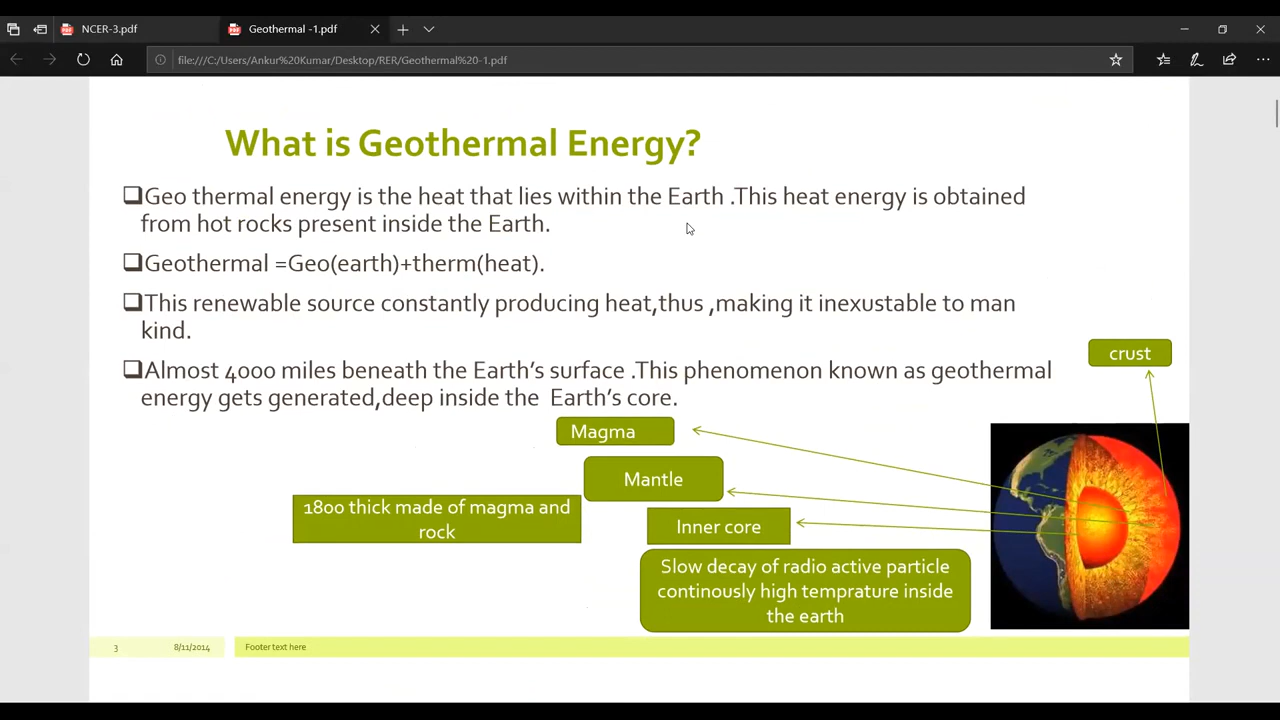 NCER-3.pdf
Geothermal -1.pdf
file:///C:/Users/Ankur%20Kumar/Desktop/RER/Geothermal%20-1.pdf
What is Geothermal Energy?
Geo thermal energy is the heat that lies within the Earth .This heat energy is obtained
from hot rocks present inside the Earth.
Geothermal =Geo(earth)+therm(heat).
This renewable source constantly producing heat,thus ,making it inexustable to man
kind.
Almost 4000 miles beneath the Earth's surface .This phenomenon known as geothermal
energy gets generated,deep inside the Earth's core.
crust
Magma
Mantle
1800 thick made of magma and
rock
Inner core
Slow decay of radio active particle
continously high temprature inside
the earth
3
8/11/2014
Footer text here